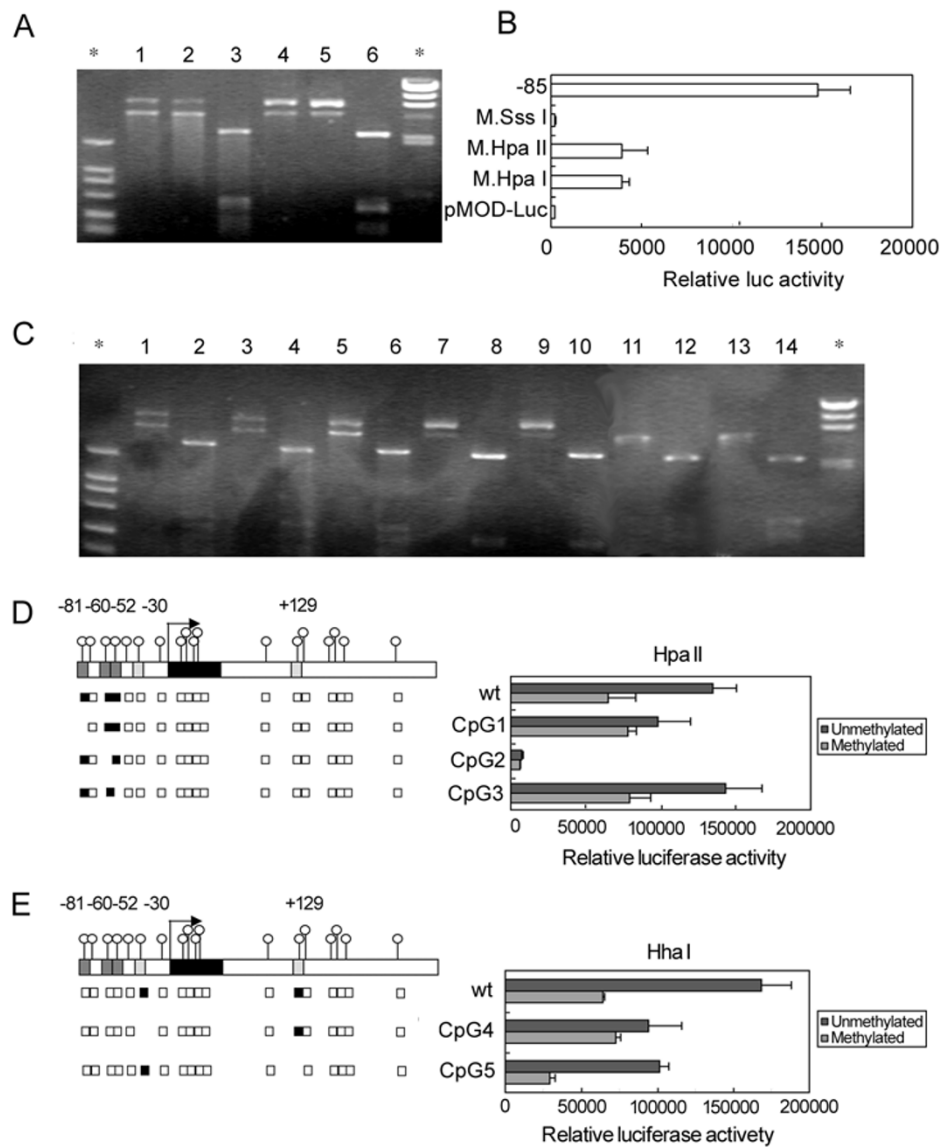 A
* 1 2 3 4 5 6 *
B
-85
M.Sss I
M.Hpa II
M.Hpa I
pMOD-Luc
0 5000 10000 15000 20000
Relative luc activity
C
* 1 2 3 4 5 6 7 8 9 10 11 12 13 14 *
D
-81 -60 -52 -30 +129
Hpa II
wt
CpG1
CpG2
CpG3
Unmethylated
Methylated
0 50000 100000 150000 200000
Relative luciferase activity
E
-81 -60 -52 -30 +129
Hha I
wt
CpG4
CpG5
Unmethylated
Methylated
0 50000 100000 150000 200000
Relative luciferase activety